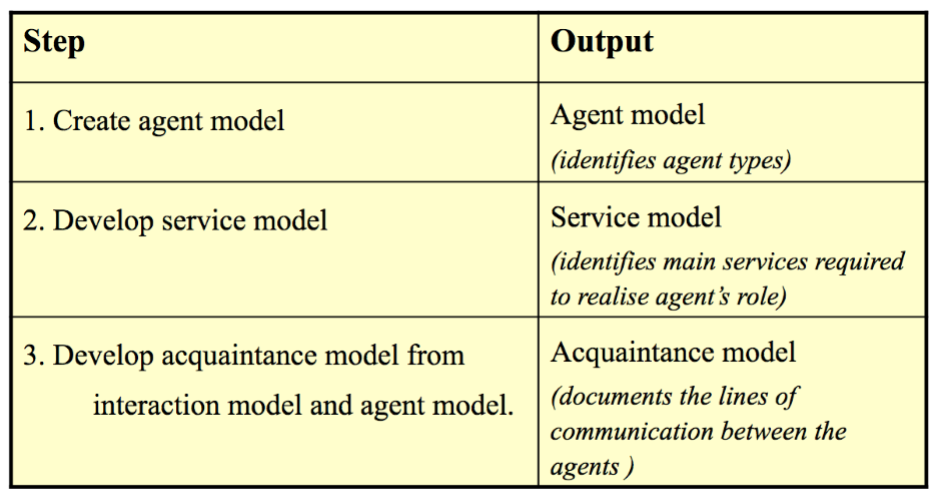 Step
Output
1. Create agent model
Agent model
(identifies agent types)
2. Develop service model
Service model
(identifies main services required
to realise agent’s role)
3. Develop acquaintance model from
interaction model and agent model.
Acquaintance model
(documents the lines of
communication between the
agents )